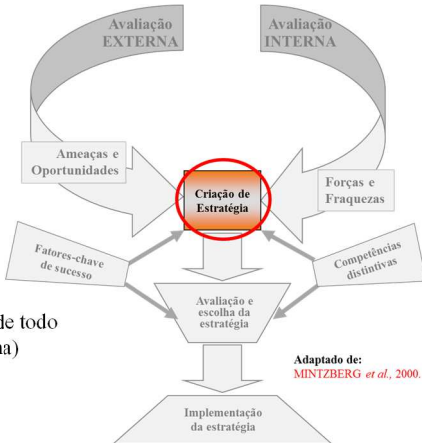 Avaliação
EXTERNA
Avaliação
INTERNA
Ameaças e
Oportunidades
Criação de
Estratégia
Forças e
Fraquezas
Fatores-chave
de sucesso
Competências
distintivas
Avaliação e
escolha da
estratégia
de todo
na)
Adaptado de:
MINTZBERG et al., 2000.
Implementação
da estratégia